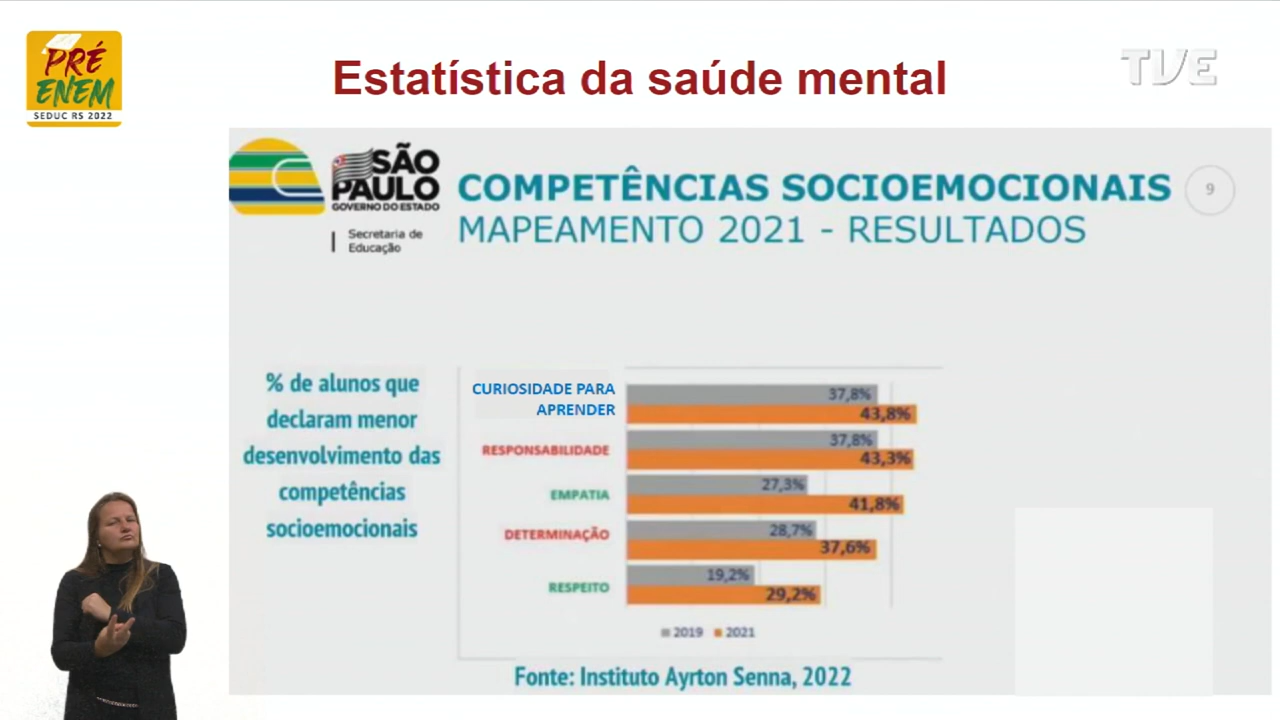 PRÉ
ENEM
SEDUC RS 2022
Estatística da saúde mental
TVE
SÃO
PAULO
GOVERNO DO ESTADO
Secretaria de
Educação
COMPETÊNCIAS SOCIOEMOCIONAIS
MAPEAMENTO 2021 - RESULTADOS
9
% de alunos que
declaram menor
desenvolvimento das
competências
socioemocionais
CURIOSIDADE PARA
APRENDER
37,8%
43,8%
RESPONSABILIDADE
37,8%
43,3%
EMPATIA
27,3%
41,8%
DETERMINAÇÃO
28,7%
37,6%
RESPEITO
19,2%
29,2%
2019 2021
Fonte: Instituto Ayrton Senna, 2022